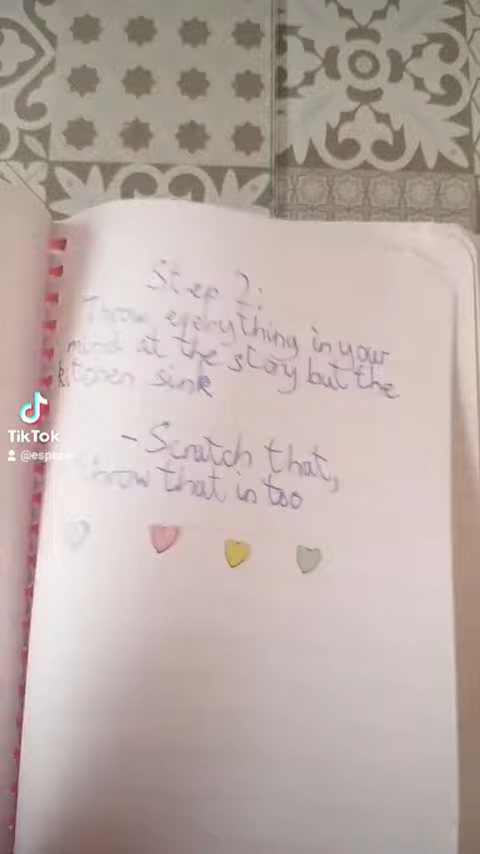 Step 2:
Throw everything in your
mind at the story but the
kitchen sink
- Scratch that,
throw that in too
TikTok